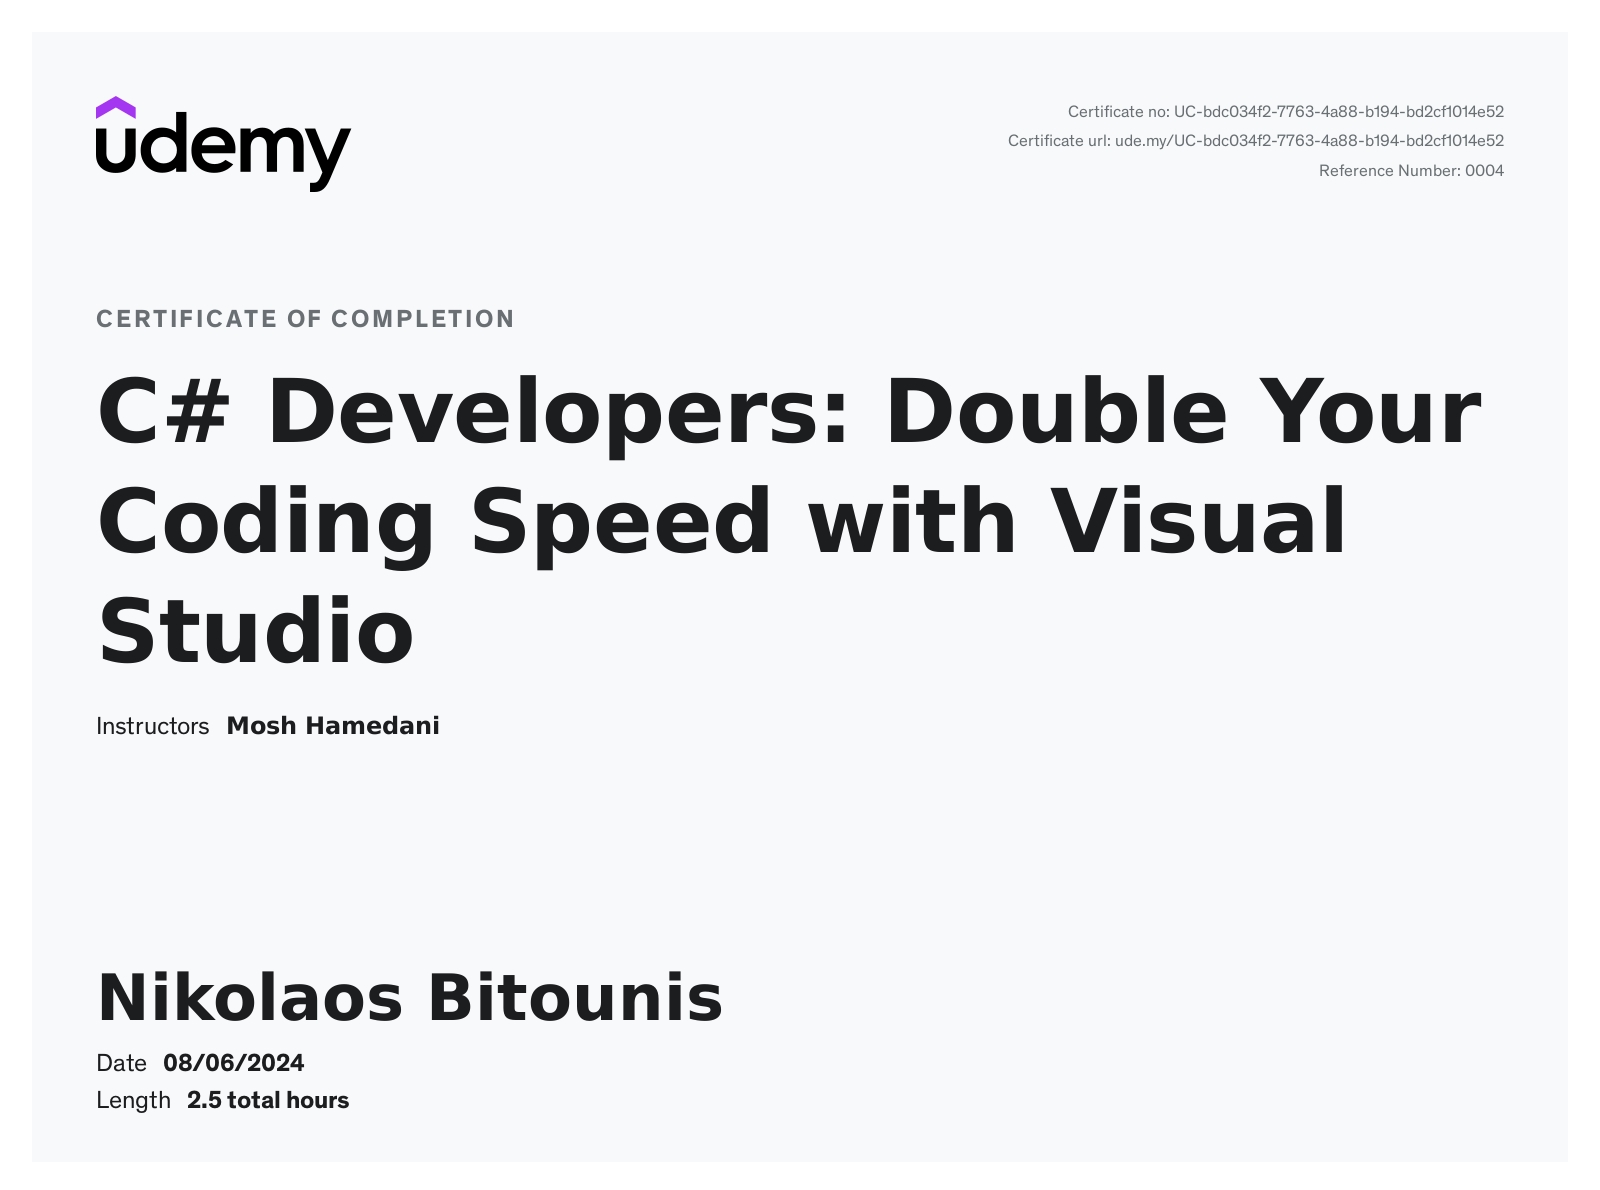 udemy
Certificate no: UC-bdc034f2-7763-4a88-b194-bd2cf1014e52
Certificate url: ude.my/UC-bdc034f2-7763-4a88-b194-bd2cf1014e52
Reference Number: 0004
CERTIFICATE OF COMPLETION
C# Developers: Double Your
Coding Speed with Visual
Studio
Instructors Mosh Hamedani
Nikolaos Bitounis
Date 08/06/2024
Length 2.5 total hours